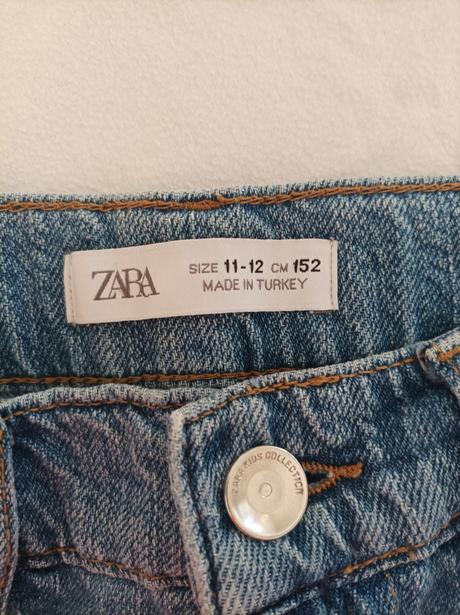 ZARA
SIZE 11-12 CM 152
MADE IN TURKEY
ZARA KIDS COLLECTION